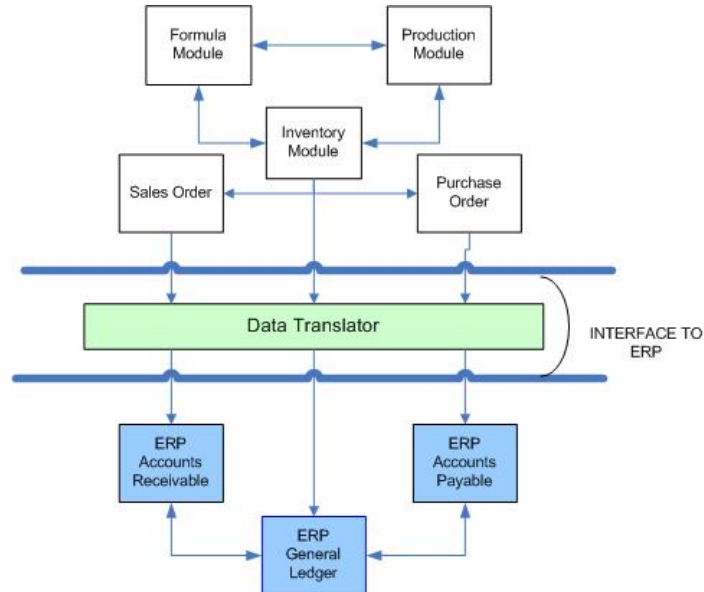 Formula
Module
Production
Module
Inventory
Module
Sales Order
Purchase
Order
Data Translator
INTERFACE TO
ERP
ERP
Accounts
Receivable
ERP
Accounts
Payable
ERP
General
Ledger